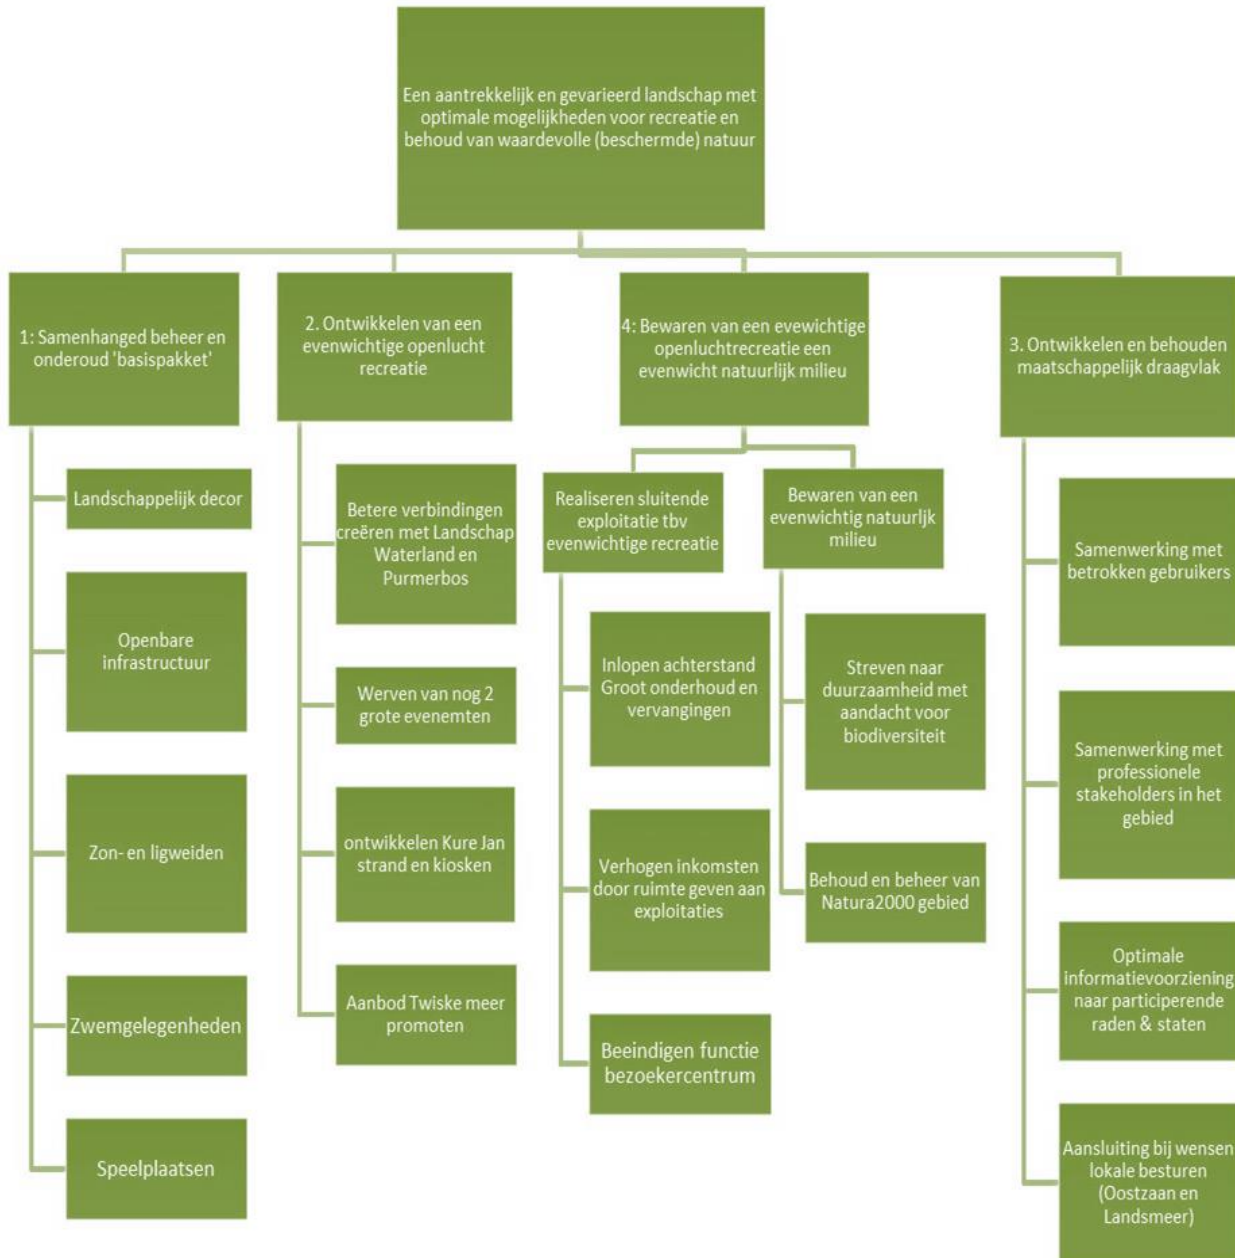 Een aantrekkelijk en gevarieerd landschap met
optimale mogelijkheden voor recreatie en
behoud van waardevolle (beschermde) natuur
1: Samenhanged beheer en
onderoud 'basispakket'
Landschappelijk decor
Openbare
infrastructuur
Zon- en ligweiden
Zwemgelegenheden
Speelplaatsen
2. Ontwikkelen van een
evenwichtige openlucht
recreatie
Betere verbindingen
creëren met Landschap
Waterland en
Purmerbos
Werven van nog 2
grote evenemten
ontwikkelen Kure Jan
strand en kiosken
Aanbod Twiske meer
promoten
4: Bewaren van een evewichtige
openluchtrecreatie een
evenwicht natuurlijk milieu
Realiseren sluitende
exploitatie tbv
evenwichtige recreatie
Inlopen achterstand
Groot onderhoud en
vervangingen
Verhogen inkomsten
door ruimte geven aan
exploitaties
Beeindigen functie
bezoekercentrum
Bewaren van een
evenwichtig natuurljk
milieu
Streven naar
duurzaamheid met
aandacht voor
biodiversiteit
Behoud en beheer van
Natura2000 gebied
3. Ontwikkelen en behouden
maatschappelijk draagvlak
Samenwerking met
betrokken gebruikers
Samenwerking met
professionele
stakeholders in het
gebied
Optimale
informatievoorziening
naar participerende
raden & staten
Aansluiting bij wensen
lokale besturen
(Oostzaan en
Landsmeer)